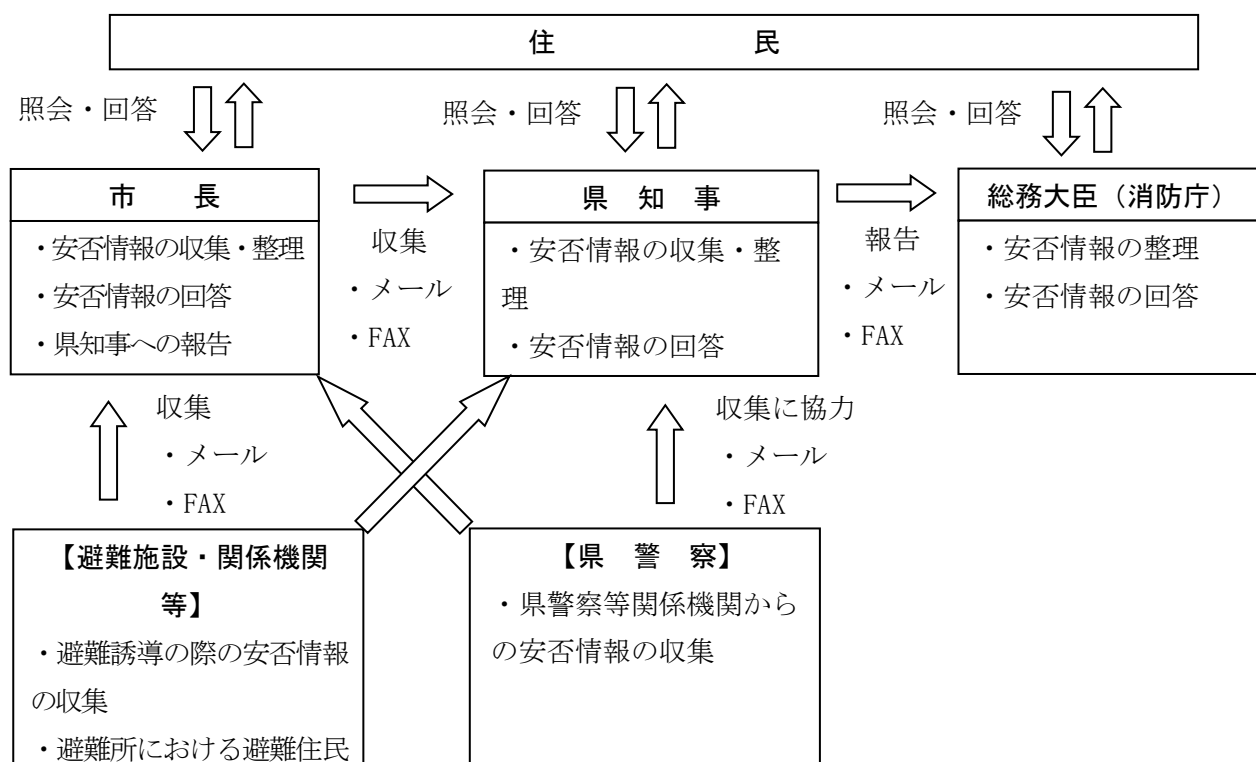 住　　　　民
照会・回答
照会・回答
照会・回答
市　　長
・安否情報の収集・整理
・安否情報の回答
・県知事への報告
収集
・メール
・FAX
県　知　事
・安否情報の収集・整
理
・安否情報の回答
報告
・メール
・FAX
総務大臣（消防庁）
・安否情報の整理
・安否情報の回答
収集
・メール
・FAX
収集に協力
・メール
・FAX
【避難施設・関係機関
等】
・避難誘導の際の安否情報
の収集
・避難所における避難住民
【県　警　察】
・県警察等関係機関から
の安否情報の収集